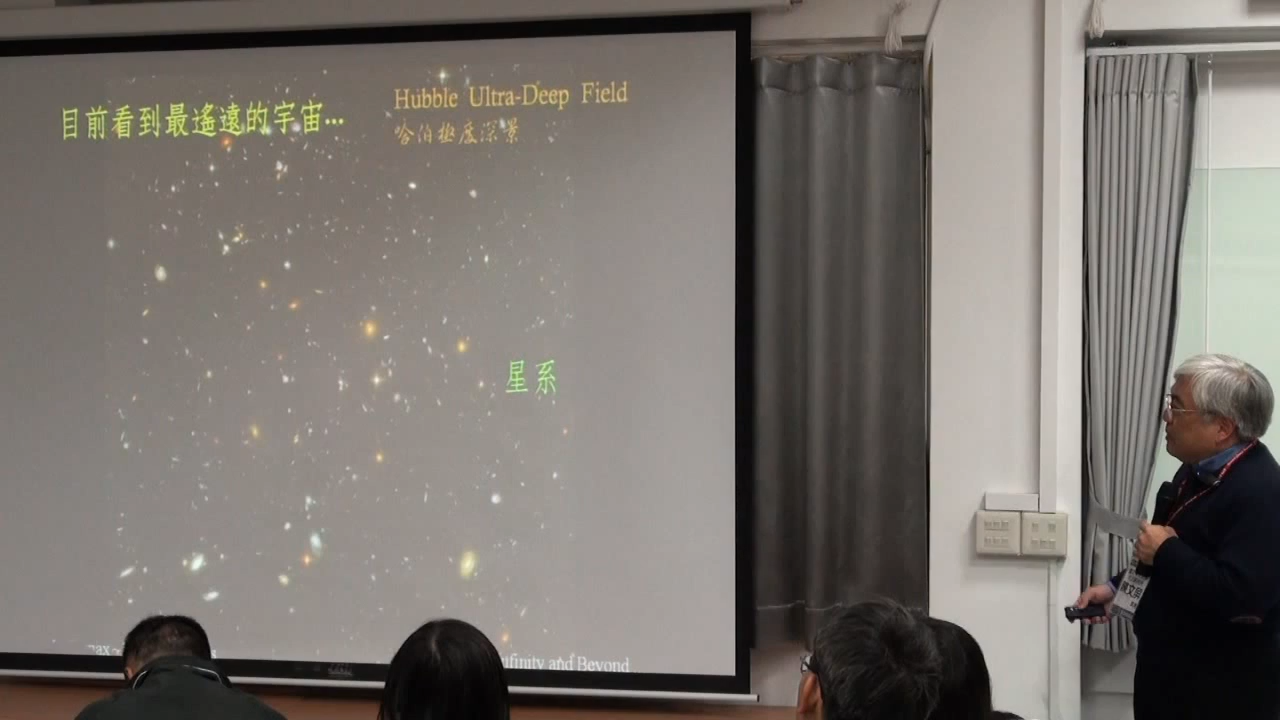 目前看到最遙遠的宇宙...
Hubble Ultra-Deep Field
哈伯極度深景
星系
and Beyond